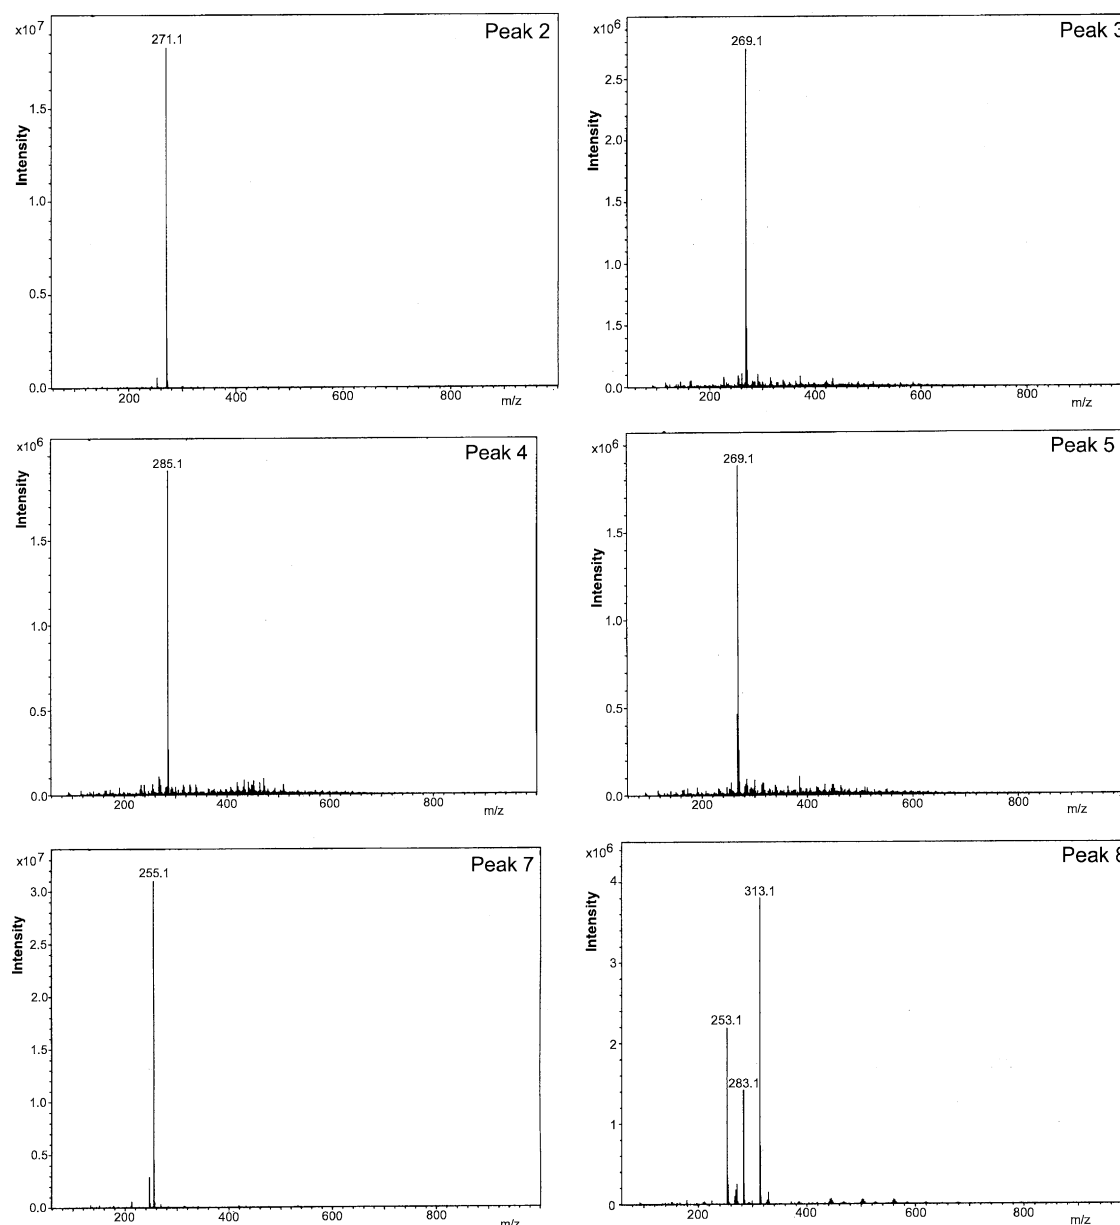 Peak 2
x10⁷
271.1
1.5
1.0
0.5
0.0
Intensity
200 400 600 800
m/z
Peak 3
x10⁶
269.1
2.5
2.0
1.5
1.0
1.5
0.0
Intensity
200 400 600 800
m/z
Peak 4
x10⁶
285.1
1.5
1.0
0.5
0.0
Intensity
200 400 600 800
m/z
Peak 5
x10⁶
269.1
1.5
1.0
0.5
0.0
Intensity
200 400 600 800
m/z
Peak 7
x10⁷
255.1
3.0
2.5
2.0
1.5
1.0
0.5
0.0
Intensity
200 400 600 800
m/z
Peak 8
x10⁶
313.1
253.1
283.1
4
3
2
1
0
Intensity
200 400 600 800
m/z